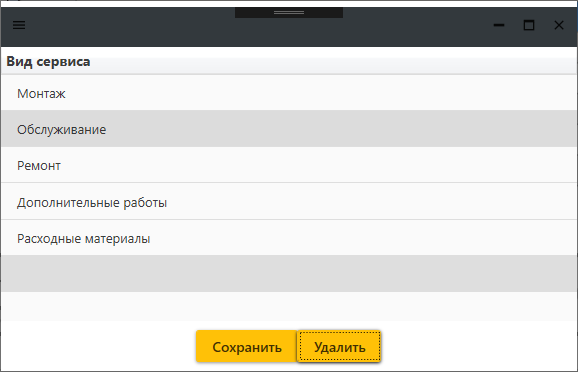 Вид сервиса
Монтаж
Обслуживание
Ремонт
Дополнительные работы
Расходные материалы
Сохранить Удалить